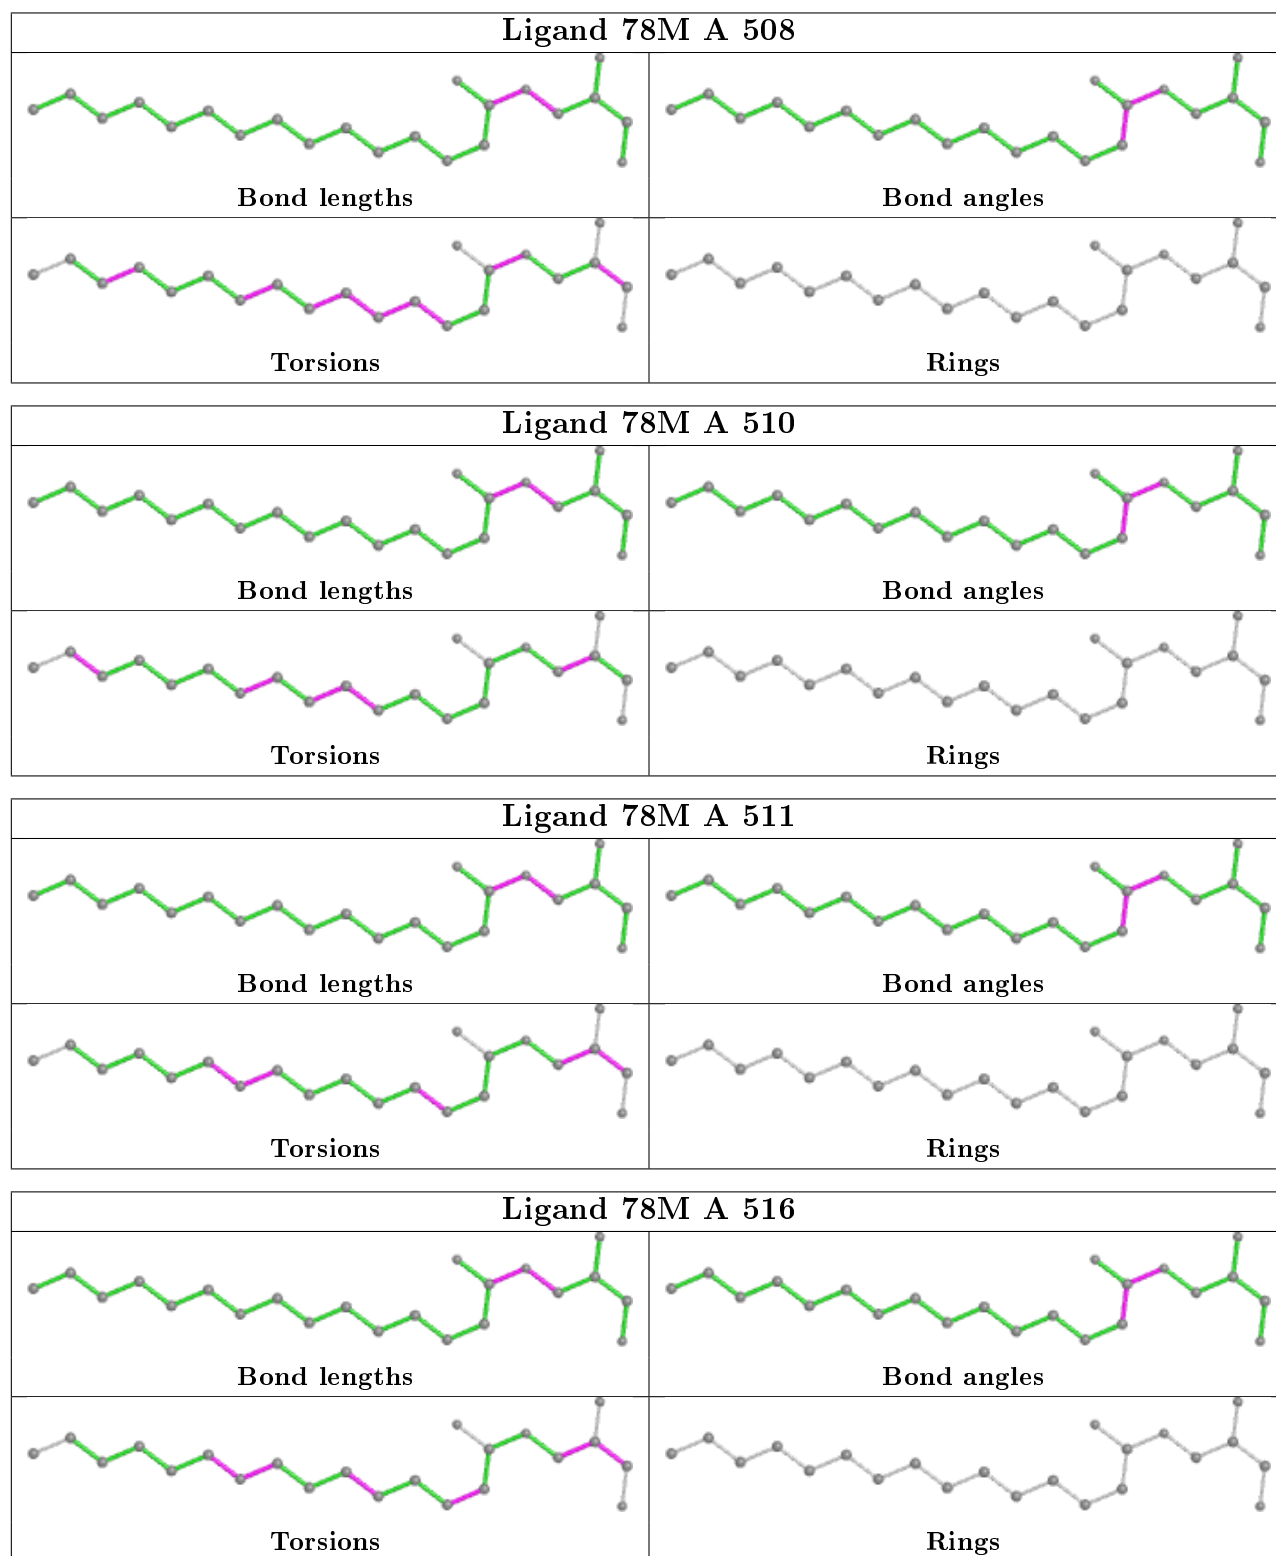 Ligand 78M A 508
Bond lengths
Bond angles
Torsions
Rings
Ligand 78M A 510
Bond lengths
Bond angles
Torsions
Rings
Ligand 78M A 511
Bond lengths
Bond angles
Torsions
Rings
Ligand 78M A 516
Bond lengths
Bond angles
Torsions
Rings